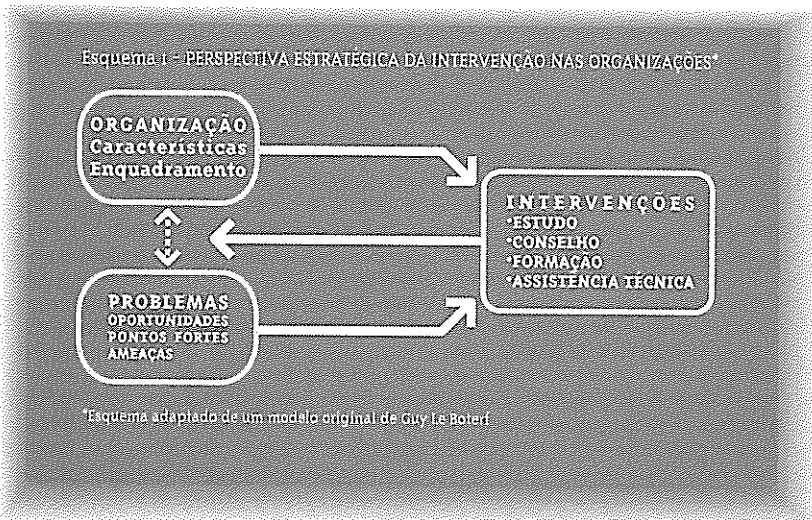 Esquema 1 - PERSPECTIVA ESTRATÉGICA DA INTERVENÇÃO NAS ORGANIZAÇÕES*
ORGANIZAÇÃO
Características
Enquadramento
INTERVENÇÕES
*ESTUDO
*CONSELHO
*FORMAÇÃO
*ASSISTÊNCIA TÉCNICA
PROBLEMAS
OPORTUNIDADES
PONTOS FORTES
AMEAÇAS
*Esquema adaptado de um modelo original de Guy Le Boterf